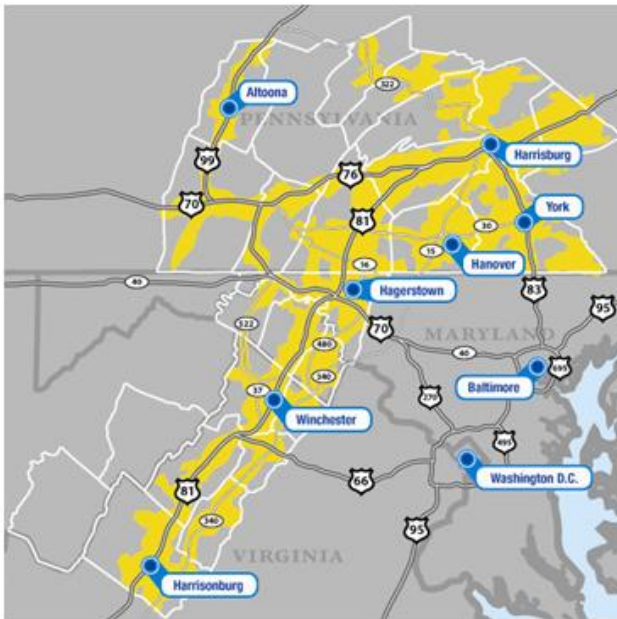 322
Altoona
PENNSYLVANIA
Harrisburg
99
76
70
81
York
30
15
Hanover
16
Hagerstown
40
83
95
70
MARYLAND
522
480
40
340
695
Baltimore
37
270
Winchester
495
Washington D.C.
66
81
340
95
VIRGINIA
Harrisonburg